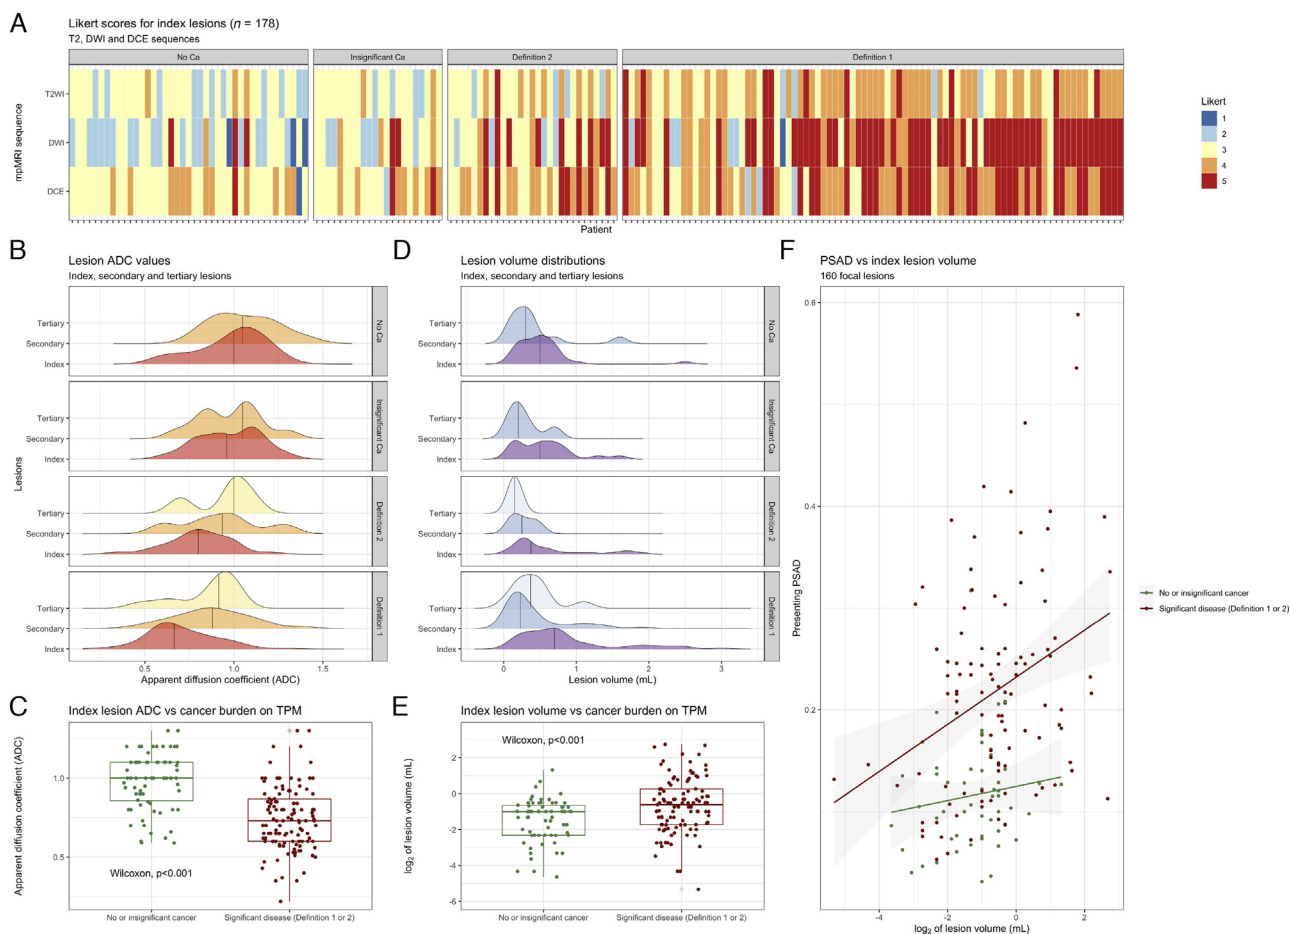 A
Likert scores for index lesions (n = 178)
T2, DWI and DCE sequences
No Ca
Insignificant Ca
Definition 2
Definition 1
mpMRI sequence
T2WI
DWI
DCE
Patient
Likert
1
2
3
4
5
B
Lesion ADC values
Index, secondary and tertiary lesions
Lesions
Tertiary
Secondary
Index
No Ca
Tertiary
Secondary
Index
Insignificant Ca
Tertiary
Secondary
Index
Definition 2
Tertiary
Secondary
Index
Definition 1
0.5 1.0 1.5
Apparent diffusion coefficient (ADC)
D
Lesion volume distributions
Index, secondary and tertiary lesions
Tertiary
Secondary
Index
No Ca
Tertiary
Secondary
Index
Insignificant Ca
Tertiary
Secondary
Index
Definition 2
Tertiary
Secondary
Index
Definition 1
0 1 2 3
Lesion volume (mL)
F
PSAD vs index lesion volume
160 focal lesions
Presenting PSAD
0.6
0.4
0.2
-4 -2 0 2
log2 of lesion volume (mL)
No or insignificant cancer
Significant disease (Definition 1 or 2)
C
Index lesion ADC vs cancer burden on TPM
Apparent diffusion coefficient (ADC)
1.0
0.5
Wilcoxon, p<0.001
No or insignificant cancer
Significant disease (Definition 1 or 2)
E
Index lesion volume vs cancer burden on TPM
Wilcoxon, p<0.001
log2 of lesion volume (mL)
2
0
-2
-4
-6
No or insignificant cancer
Significant disease (Definition 1 or 2)